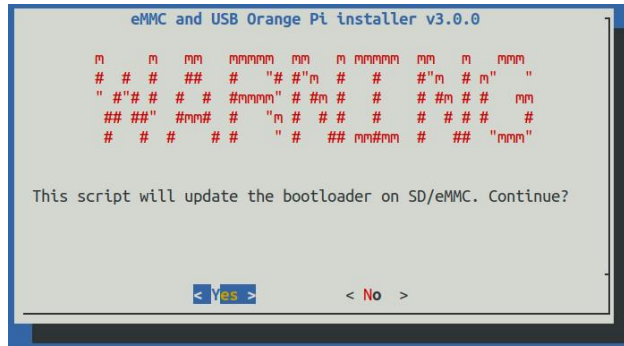 eMMC and USB Orange Pi installer v3.0.0
WARNING
This script will update the bootloader on SD/eMMC. Continue?
< Yes > < No >